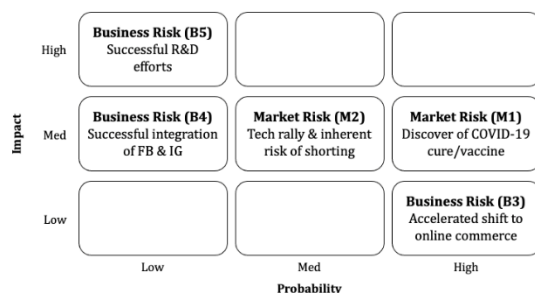 Business Risk (B5)
High
Successful R&D
efforts
Impact
Business Risk (B4)
Market Risk (M2)
Market Risk (M1)
Med
Successful integration
of FB & IG
Tech rally & inherent
risk of shorting
Discover of COVID-19
cure/vaccine
Business Risk (B3)
Low
Accelerated shift to
online commerce
Low
Med
High
Probability